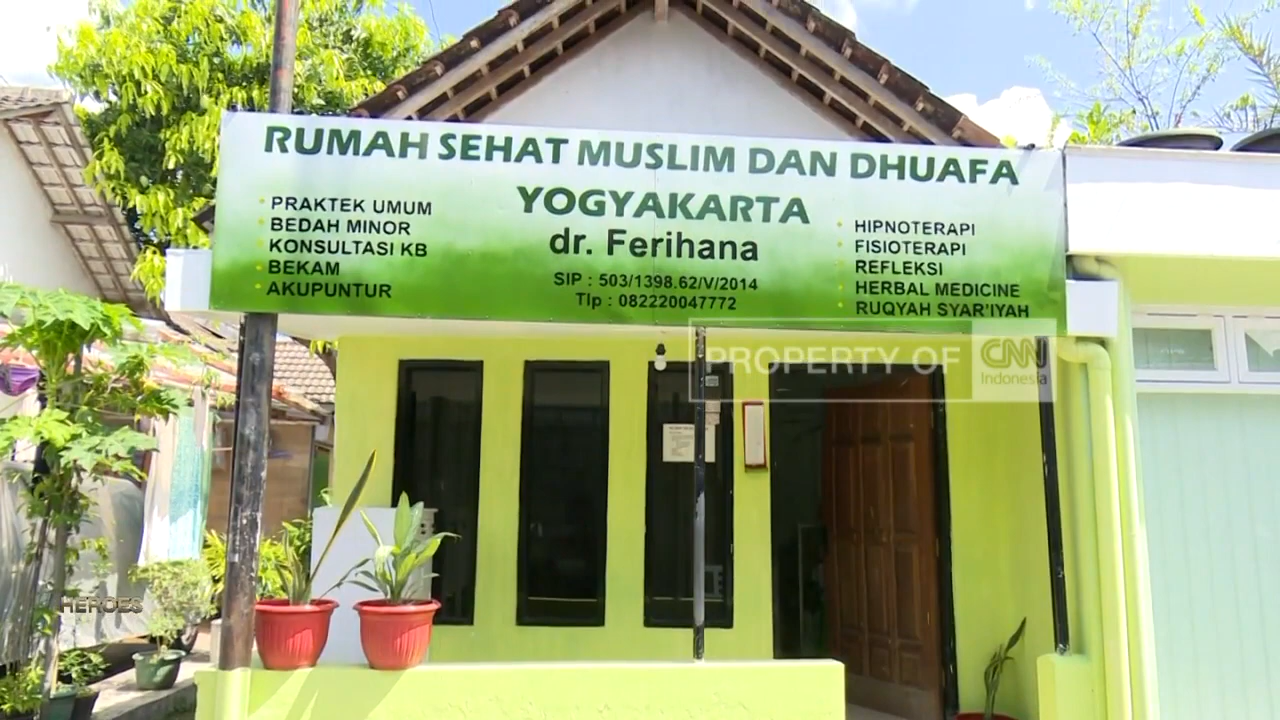 RUMAH SEHAT MUSLIM DAN DHUAFA
YOGYAKARTA
dr. Ferihana
SIP : 503/1398.62/V/2014
Tlp : 082220047772
• PRAKTEK UMUM
• BEDAH MINOR
• KONSULTASI KB
• BEKAM
• AKUPUNTUR
• HIPNOTERAPI
• FISIOTERAPI
• REFLEKSI
• HERBAL MEDICINE
• RUQYAH SYAR'IYAH
PROPERTY OF CNN
Indonesia
HEROES